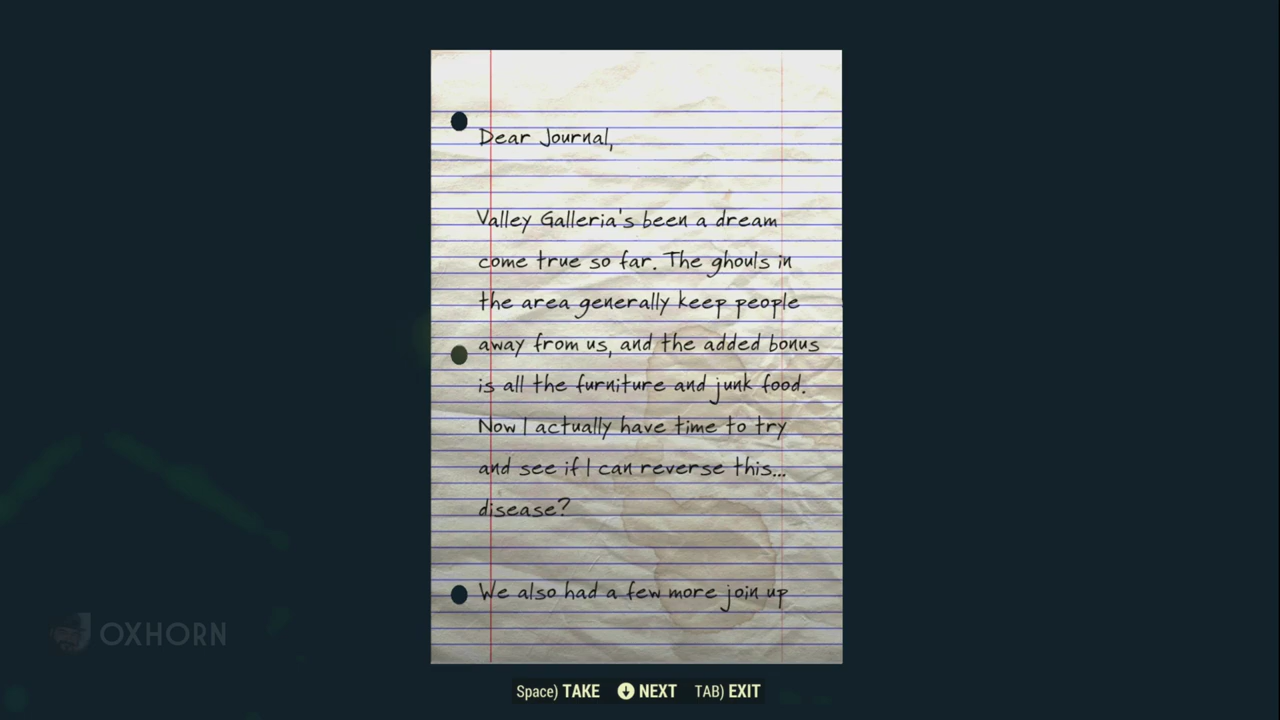 Dear Journal,
Valley Galleria's been a dream
come true so far. The ghouls in
the area generally keep people
away from us, and the added bonus
is all the furniture and junk food.
Now I actually have time to try
and see if I can reverse this...
disease?
We also had a few more join up
OXHORN
Space) TAKE NEXT TAB) EXIT